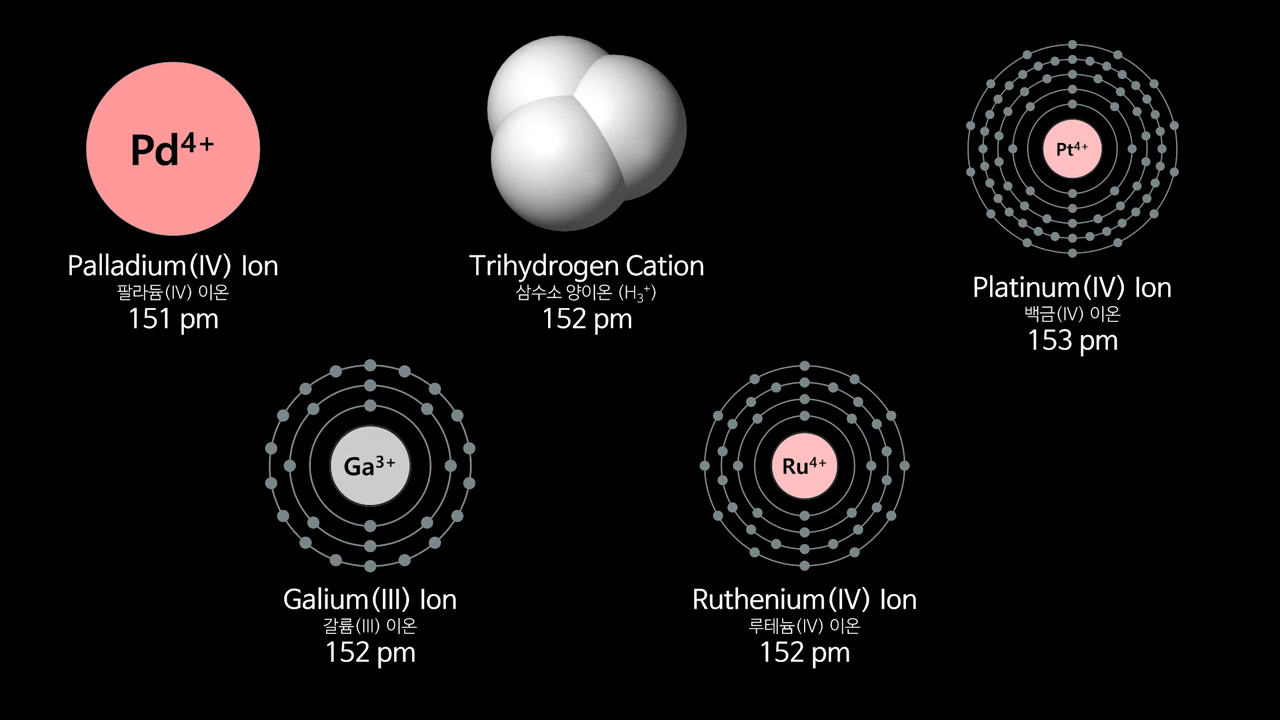 Pd⁴⁺
Palladium(IV) Ion
팔라듐(IV) 이온
151 pm
Trihydrogen Cation
삼수소 양이온 (H₃⁺)
152 pm
Pt⁴⁺
Platinum(IV) Ion
백금(IV) 이온
153 pm
Ga³⁺
Galium(III) Ion
갈륨(III) 이온
152 pm
Ru⁴⁺
Ruthenium(IV) Ion
루테늄(IV) 이온
152 pm